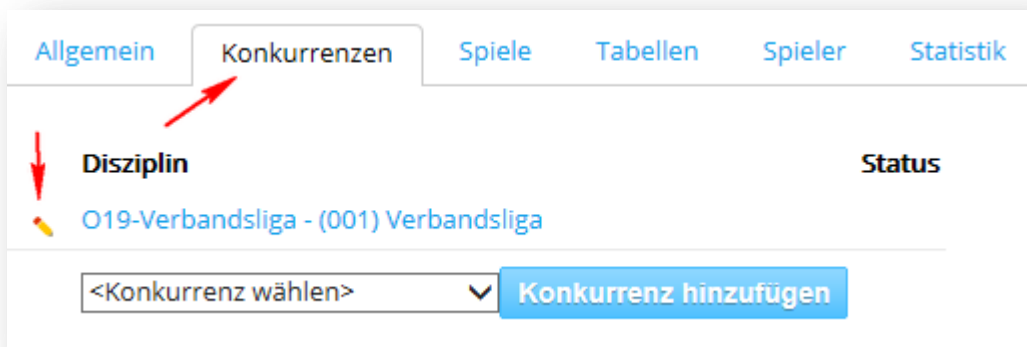 Allgemein Konkurrenzen Spiele Tabellen Spieler Statistik
Disziplin Status
O19-Verbandsliga - (001) Verbandsliga
<Konkurrenz wählen> Konkurrenz hinzufügen